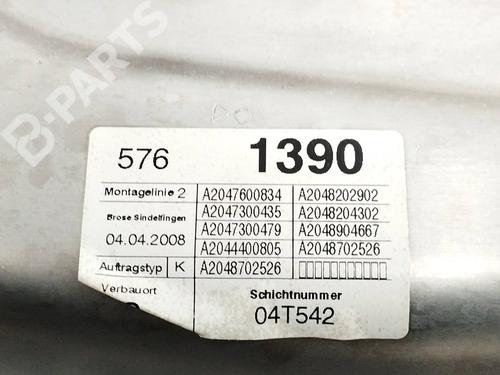 B-PARTS
576 1390
Montagelinie 2 A2047600834 A2048202902
Brose Sindelfingen A2047300435 A2048204302
A2047300479 A2048904667
04.04.2008 A2044400805 A2048702526
Auftragstyp K A2048702526
Verbauort Schichtnummer
04T542